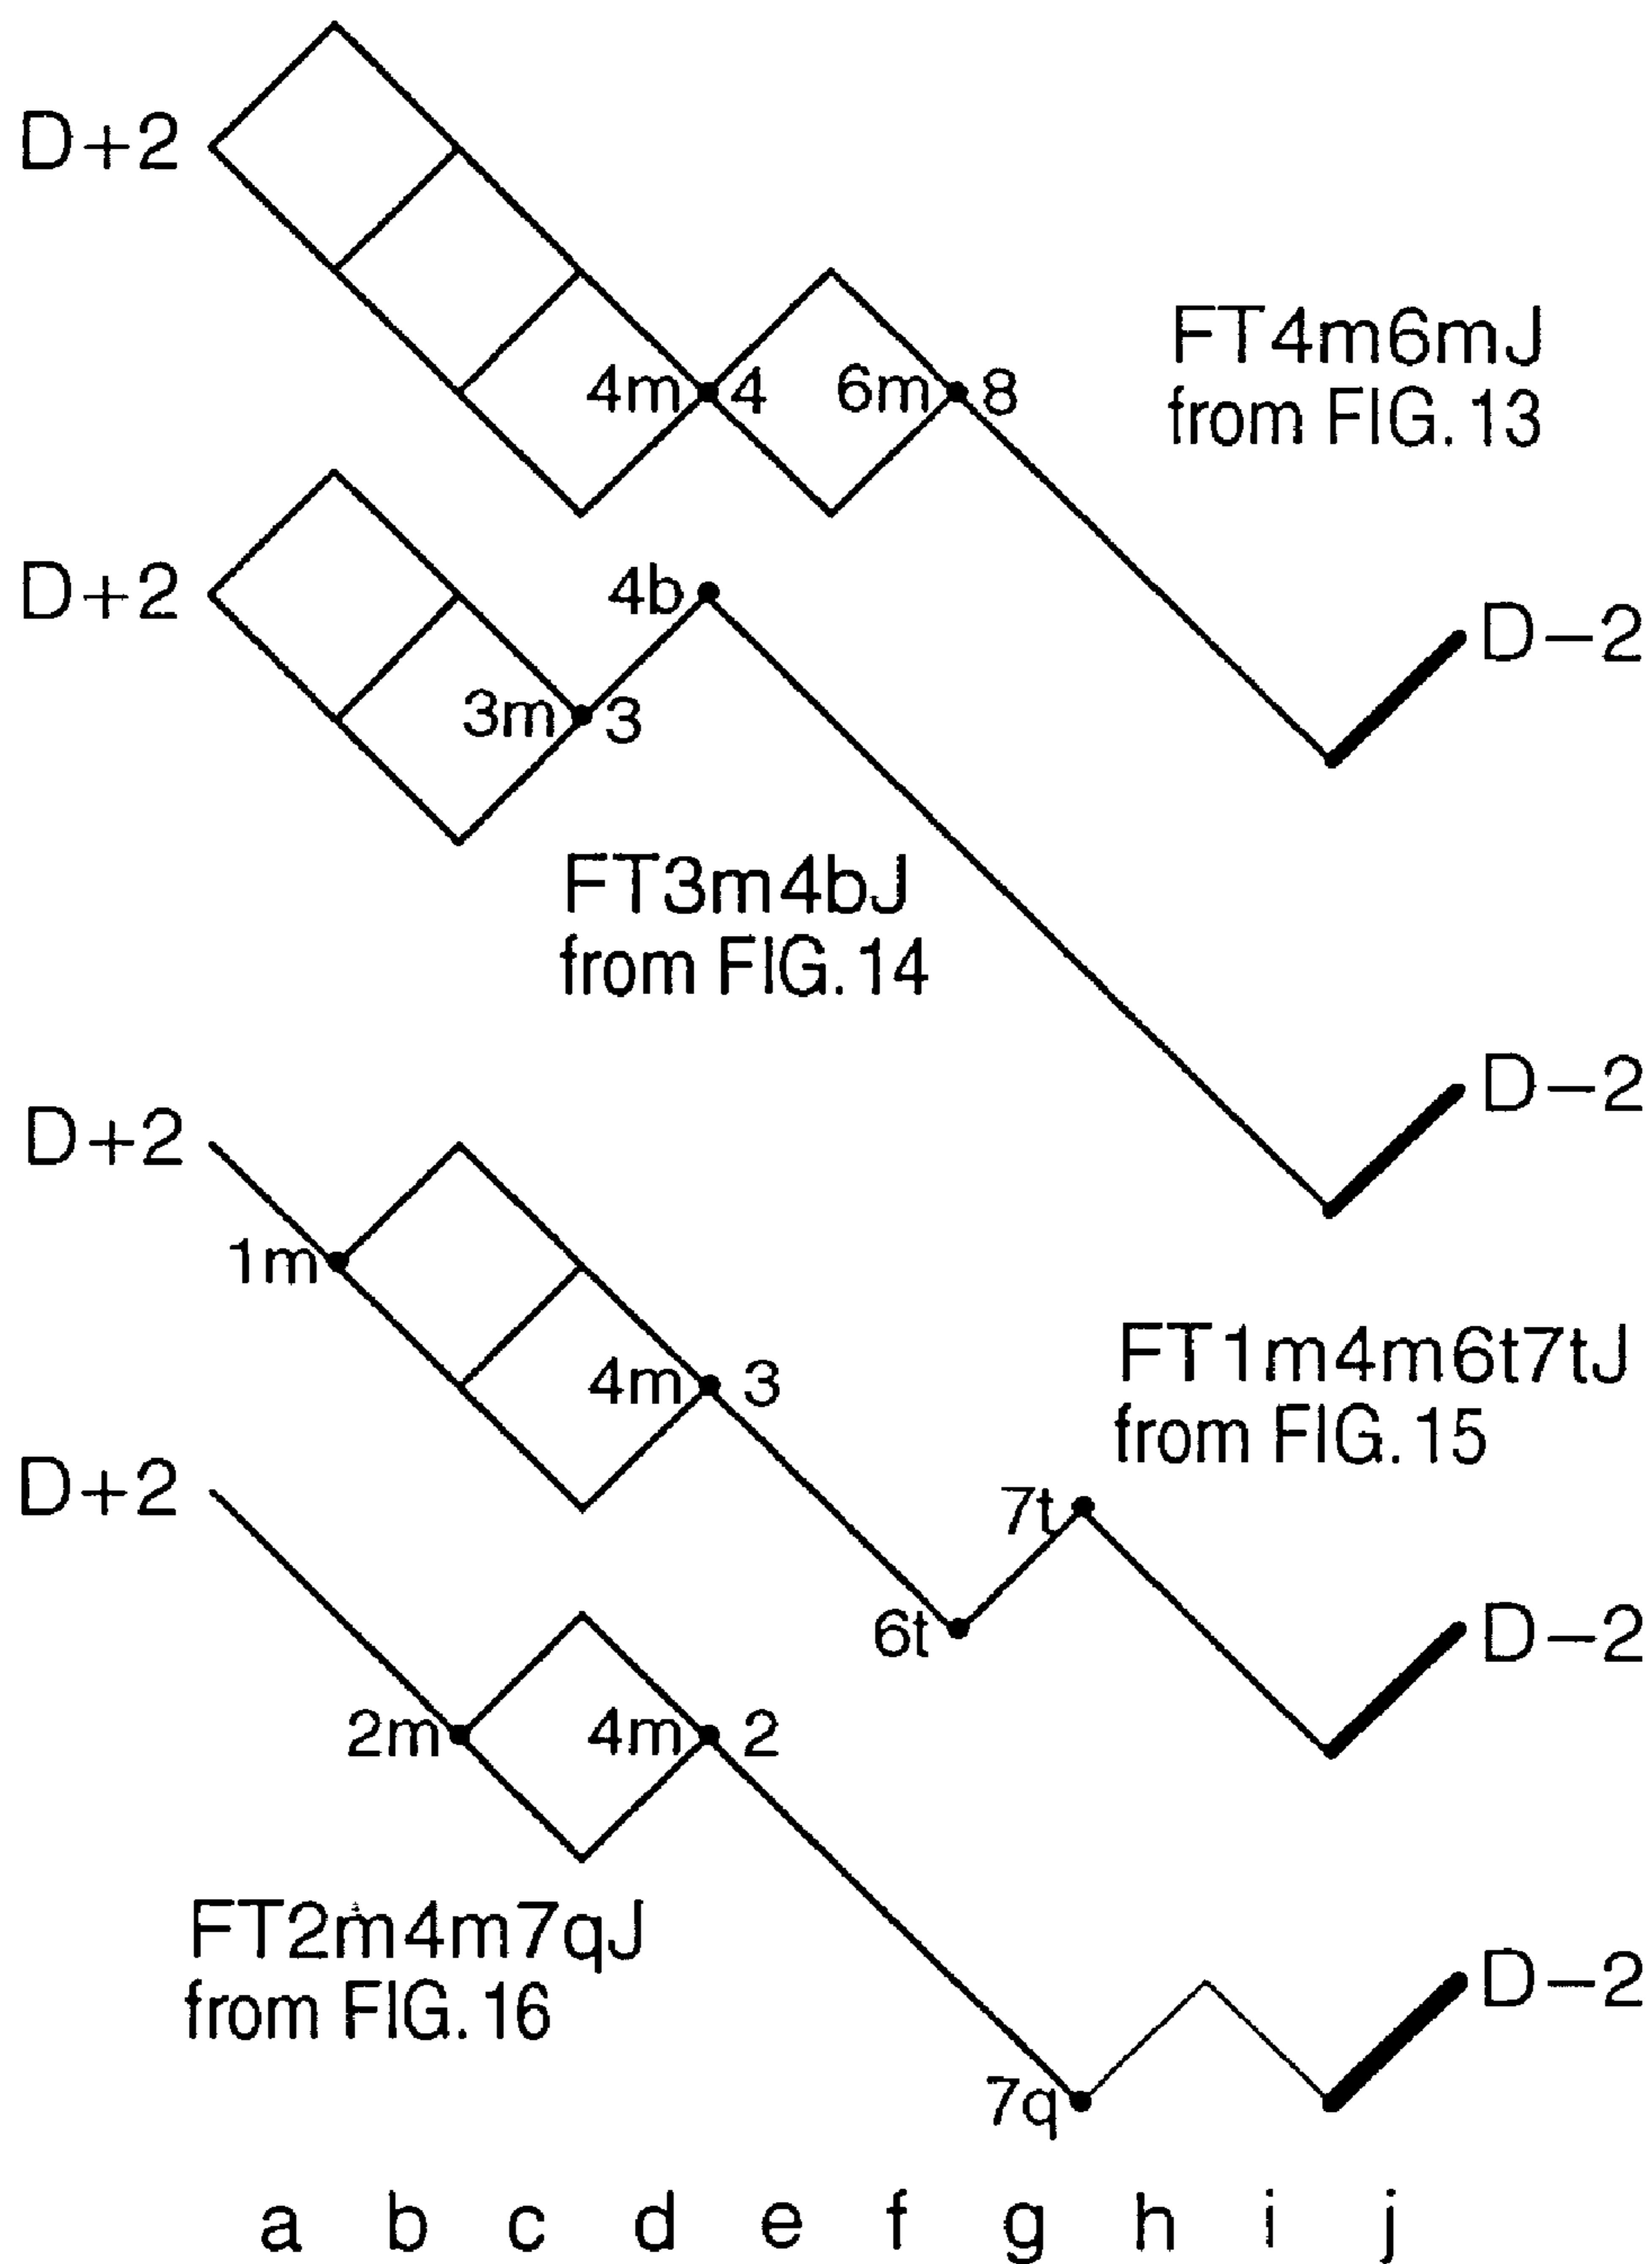 D+2
4m 4 6m 8
FT4m6mJ
from FIG. 13
D−2
D+2
4b
3m 3
FT3m4bJ
from FIG. 14
D−2
D+2
1m
4m 3
FT1m4m6t7tJ
from FIG. 15
7t
6t
D−2
D+2
2m 4m 2
FT2m4m7qJ
from FIG. 16
7q
D−2
a b c d e f g h i j